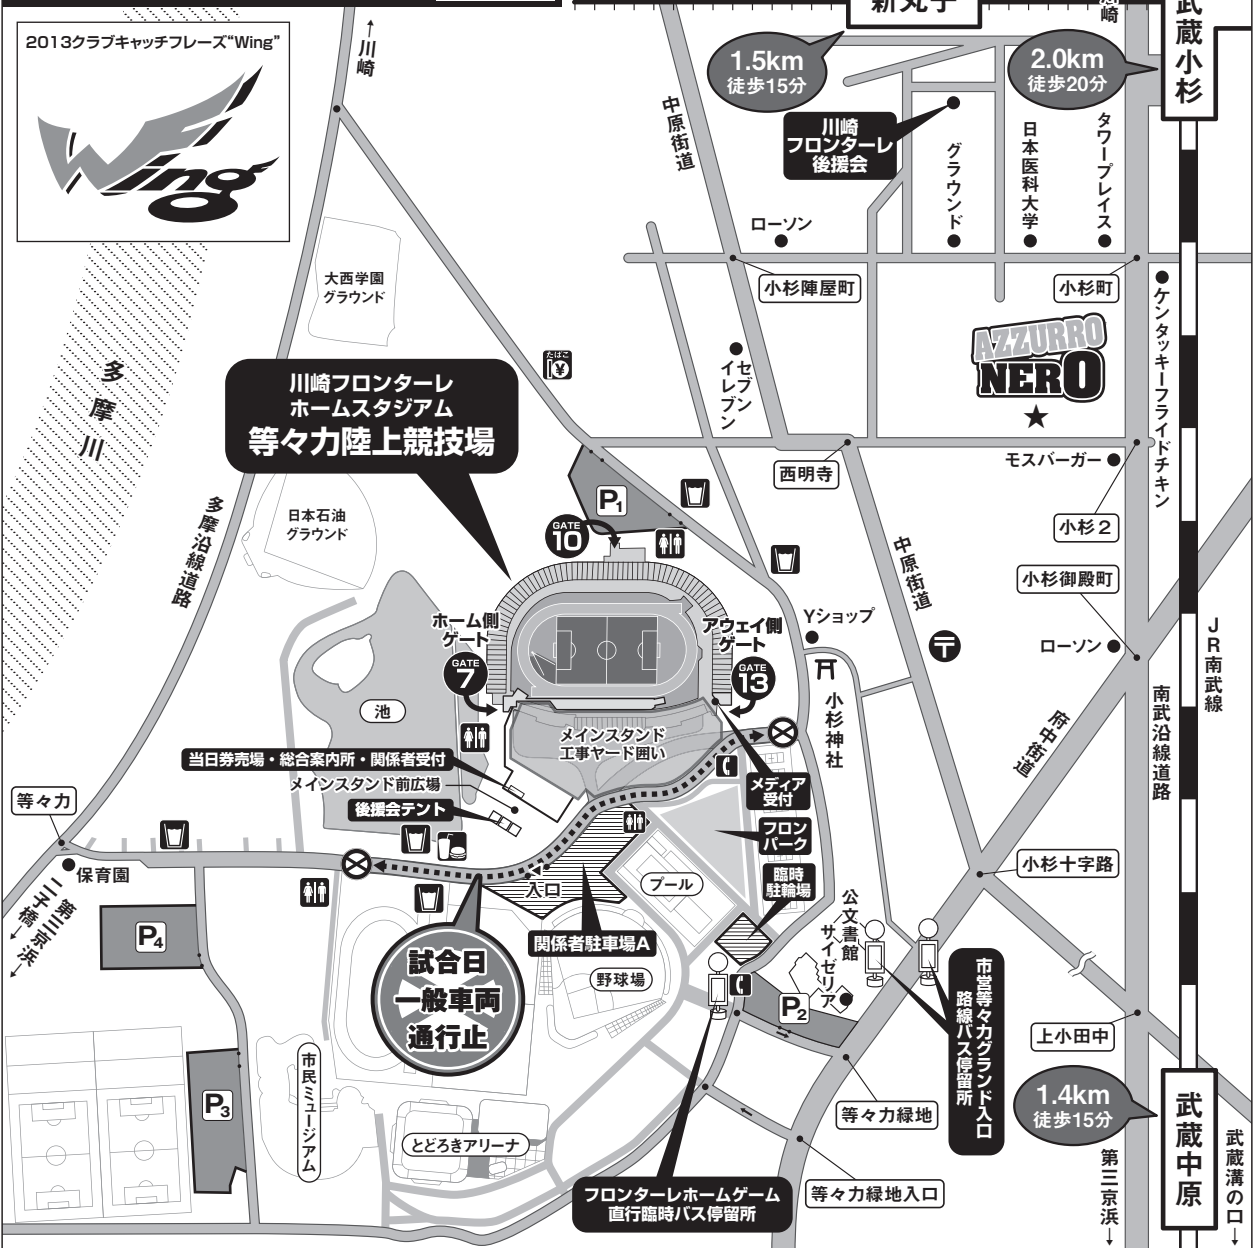 新丸子
武蔵小杉
2013クラブキャッチフレーズ“Wing”
Wing
↑川崎
1.5km
徒歩15分
2.0km
徒歩20分
中原街道
川崎
フロンターレ
後援会
グラウンド
日本医科大学
タワープレイス
ローソン
小杉陣屋町
小杉町
大西学園
グラウンド
ケンタッキーフライドチキン
AZZURRO
NERO
★
たばこ
¥
セブン
イレブン
多摩川
川崎フロンターレ
ホームスタジアム
等々力陸上競技場
西明寺
モスバーガー
小杉2
P1
GATE
10
日本石油
グラウンド
多摩沿線道路
中原街道
小杉御殿町
ホーム側
ゲート
GATE
7
アウェイ側
ゲート
GATE
13
Yショップ
〒
ローソン
JR南武線
小杉神社
池
メインスタンド
工事ヤード囲い
南武沿線道路
府中街道
当日券売場・総合案内所・関係者受付
メインスタンド前広場
後援会テント
メディア
受付
等々力
フロン
パーク
保育園
入口
プール
臨時
駐輪場
小杉十字路
第三京浜
二子橋
P4
関係者駐車場A
公文書館
サイゼリア
試合日
一般車両
通行止
野球場
P2
市営等々力グランド入口
路線バス停留所
上小田中
P3
市民ミュージアム
とどろきアリーナ
等々力緑地
1.4km
徒歩15分
武蔵中原
フロンターレホームゲーム
直行臨時バス停留所
等々力緑地入口
第三京浜
武蔵溝の口